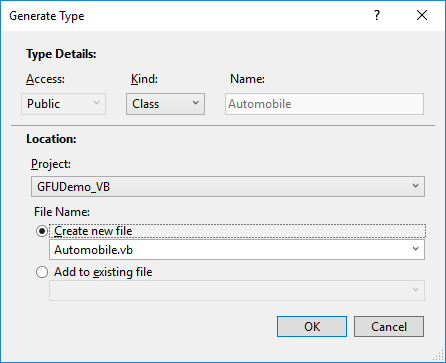 Generate Type
?
Type Details:
Access: Kind: Name:
Public Class Automobile
Location:
Project:
GFUDemo_VB
File Name:
Create new file
Automobile.vb
Add to existing file
OK Cancel